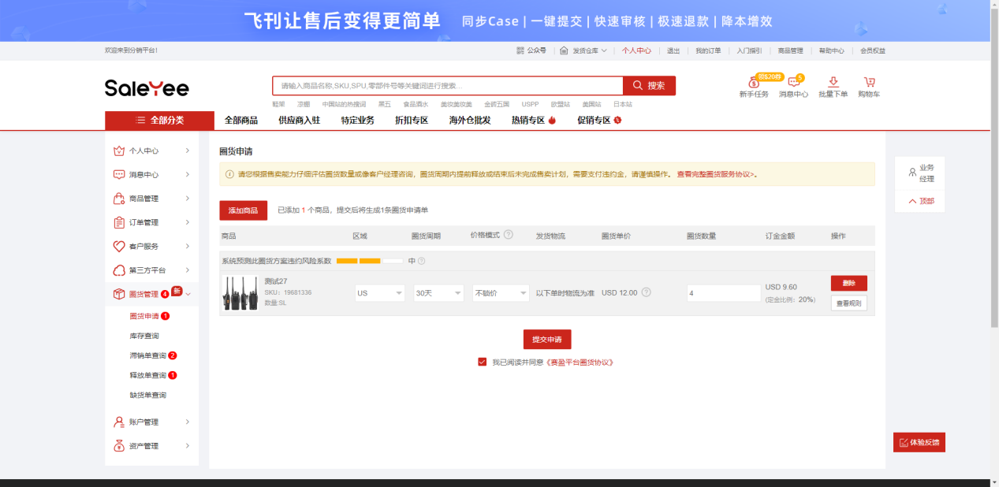 飞刊让售后变得更简单 同步Case | 一键提交 | 快速审核 | 极速退款 | 降本增效
欢迎来到分销平台! 公众号 发货仓库 个人中心 退出 我的订单 入门指引 商品管理 帮助中心 会员权益
SaleYee
请输入商品名称,SKU,SPU,零部件号等关键词进行搜索... 搜索
领$20券 5
新手任务 消息中心 批量下单 购物车
鞋架 凉棚 中国站的热搜词 黑五 食品酒水 美妆美妆美 金砖五国 USPP 欧盟站 美国站 日本站
全部分类 全部商品 供应商入驻 特定业务 折扣专区 海外仓批发 热销专区 促销专区
个人中心
消息中心
商品管理
订单管理
客户服务
第三方平台
圈货管理 4 新
圈货申请 1
库存查询
滞销单查询 2
释放单查询 1
缺货单查询
账户管理
资产管理
圈货申请
请您根据售卖能力仔细评估圈货数量或像客户经理咨询，圈货周期内提前释放或结束后未完成售卖计划，需要支付违约金，请谨慎操作。 查看完整圈货服务协议>。
添加商品 已添加 1 个商品，提交后将生成1条圈货申请单
商品 区域 圈货周期 价格模式 发货物流 圈货单价 圈货数量 订金金额 操作
系统预测此圈货方案违约风险系数 中
测试27
SKU：19681336
数量:SL
US 30天 不锁价 以下单时物流为准 USD 12.00 4
USD 9.60
(定金比例：20%)
删除
查看规则
提交申请
我已阅读并同意《赛盈平台圈货协议》
业务
经理
顶部
体验反馈